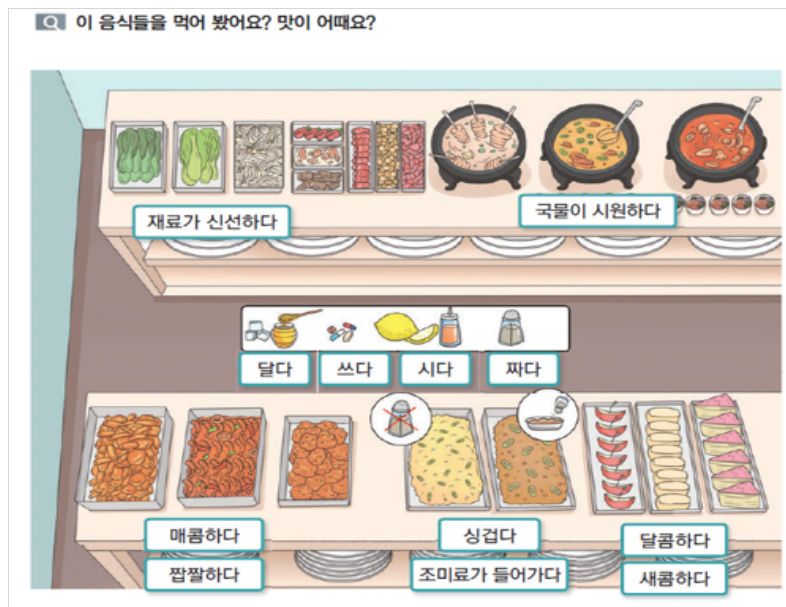 이 음식들을 먹어 봤어요? 맛이 어때요?
재료가 신선하다
국물이 시원하다
달다
쓰다
시다
짜다
매콤하다
짭짤하다
싱겁다
조미료가 들어가다
달콤하다
새콤하다